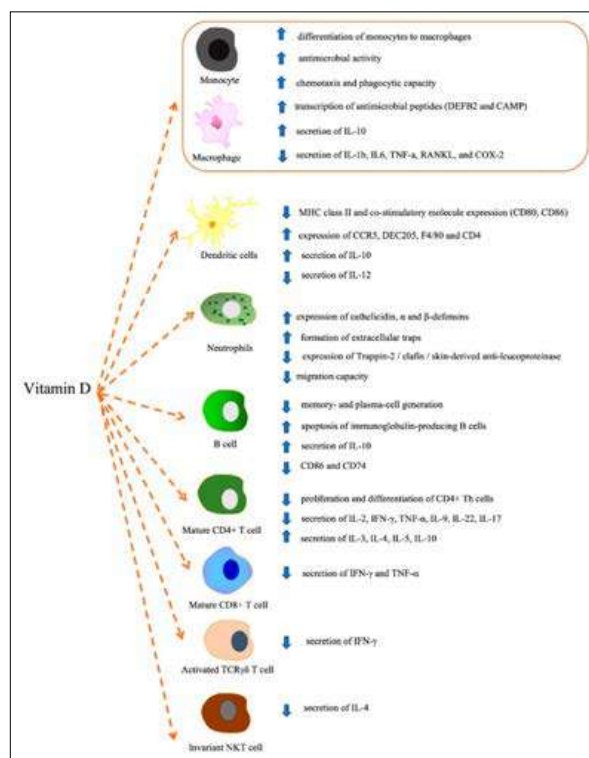 differentiation of monocytes to macrophages
antimicrobial activity
Monocyte
chemotaxis and phagocytic capacity
transcription of antimicrobial peptides (DEFB2 and CAMP)
secretion of IL-10
Macrophage
secretion of IL-1b, IL6, TNF-a, RANKL, and COX-2
MHC class II and co-stimulatory molecule expression (CD80, CD86)
expression of CCR5, DEC205, F4/80 and CD4
Dendritic cells
secretion of IL-10
secretion of IL-12
expression of cathelicidin, α and β-defensins
Neutrophils
formation of extracellular traps
expression of Trappin-2 / elafin / skin-derived anti-leucoproteinase
migration capacity
Vitamin D
memory- and plasma-cell generation
apoptosis of immunoglobulin-producing B cells
B cell
secretion of IL-10
CD86 and CD74
proliferation and differentiation of CD4+ Th cells
secretion of IL-2, IFN-γ, TNF-α, IL-9, IL-22, IL-17
Mature CD4+ T cell
secretion of IL-3, IL-4, IL-5, IL-10
secretion of IFN-γ and TNF-α
Mature CD8+ T cell
secretion of IFN-γ
Activated TCRγδ T cell
secretion of IL-4
Invariant NKT cell